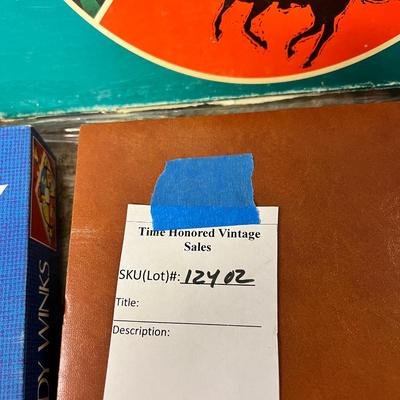 Time Honored Vintage
Sales
SKU(Lot)#: 12402
Title:
Description:
DY WINKS